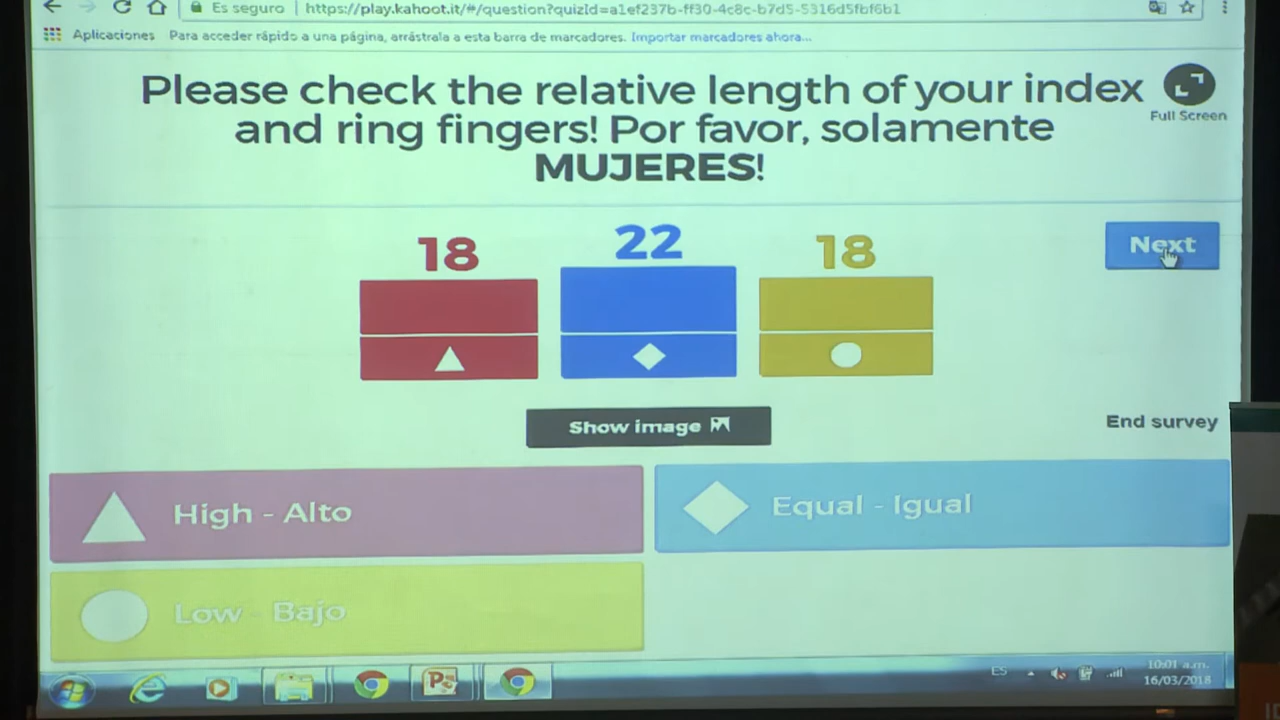 Es seguro | https://play.kahoot.it/#/question?quizId=a1ef237b-ff30-4c8c-b7d5-5316d5fbf6b1
Aplicaciones Para acceder rápido a una página, arrástrala a esta barra de marcadores. Importar marcadores ahora...
Please check the relative length of your index
and ring fingers! Por favor, solamente
MUJERES!
Full Screen
18 22 18
Next
Show image
End survey
High - Alto
Equal - Igual
Low - Bajo
ES
10:01 a.m.
16/03/2018